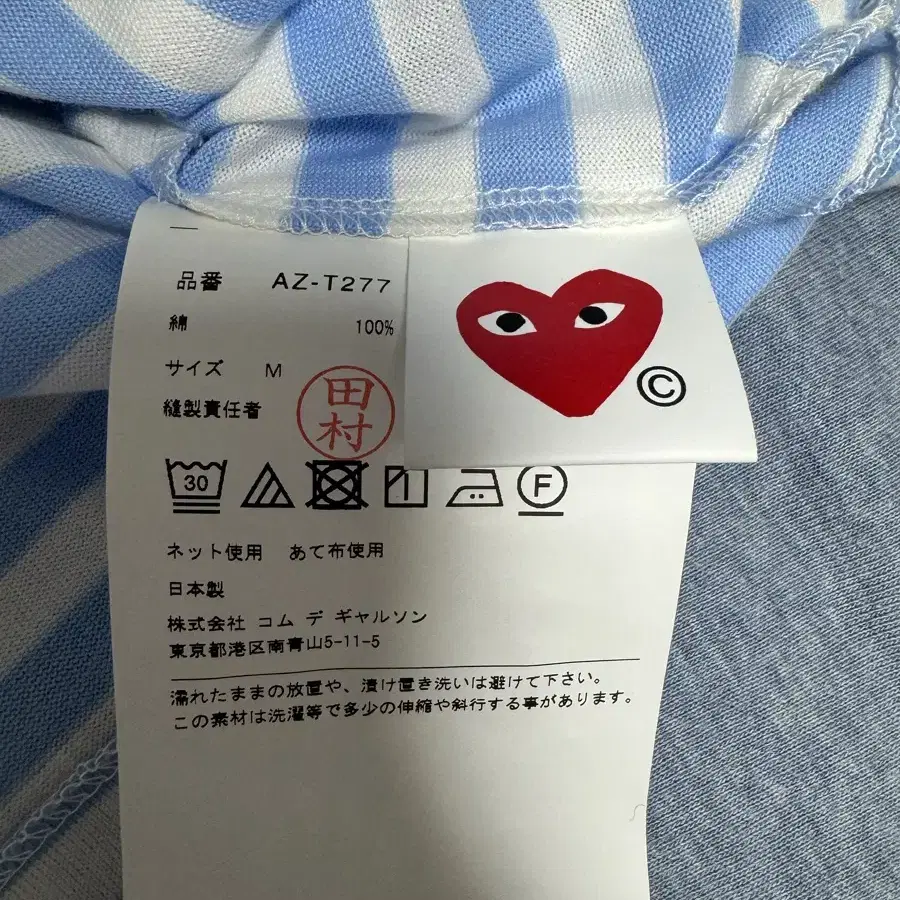 品番 AZ-T277
綿 100%
サイズ M
縫製責任者 田村
©
30 F
ネット使用 あて布使用
日本製
株式会社 コム デ ギャルソン
東京都港区南青山5-11-5
濡れたままの放置や、漬け置き洗いは避けて下さい。
この素材は洗濯等で多少の伸縮や斜行する事があります。